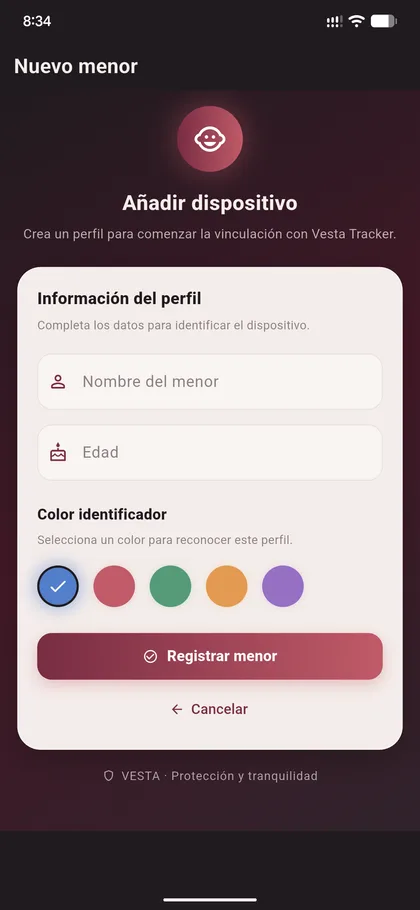 8:34
Nuevo menor
Añadir dispositivo
Crea un perfil para comenzar la vinculación con Vesta Tracker.
Información del perfil
Completa los datos para identificar el dispositivo.
Nombre del menor
Edad
Color identificador
Selecciona un color para reconocer este perfil.
Registrar menor
Cancelar
VESTA · Protección y tranquilidad